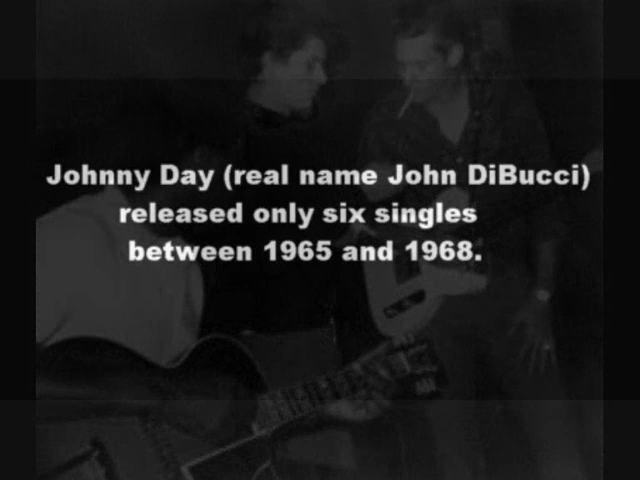 Johnny Day (real name John DiBucci)
released only six singles
between 1965 and 1968.